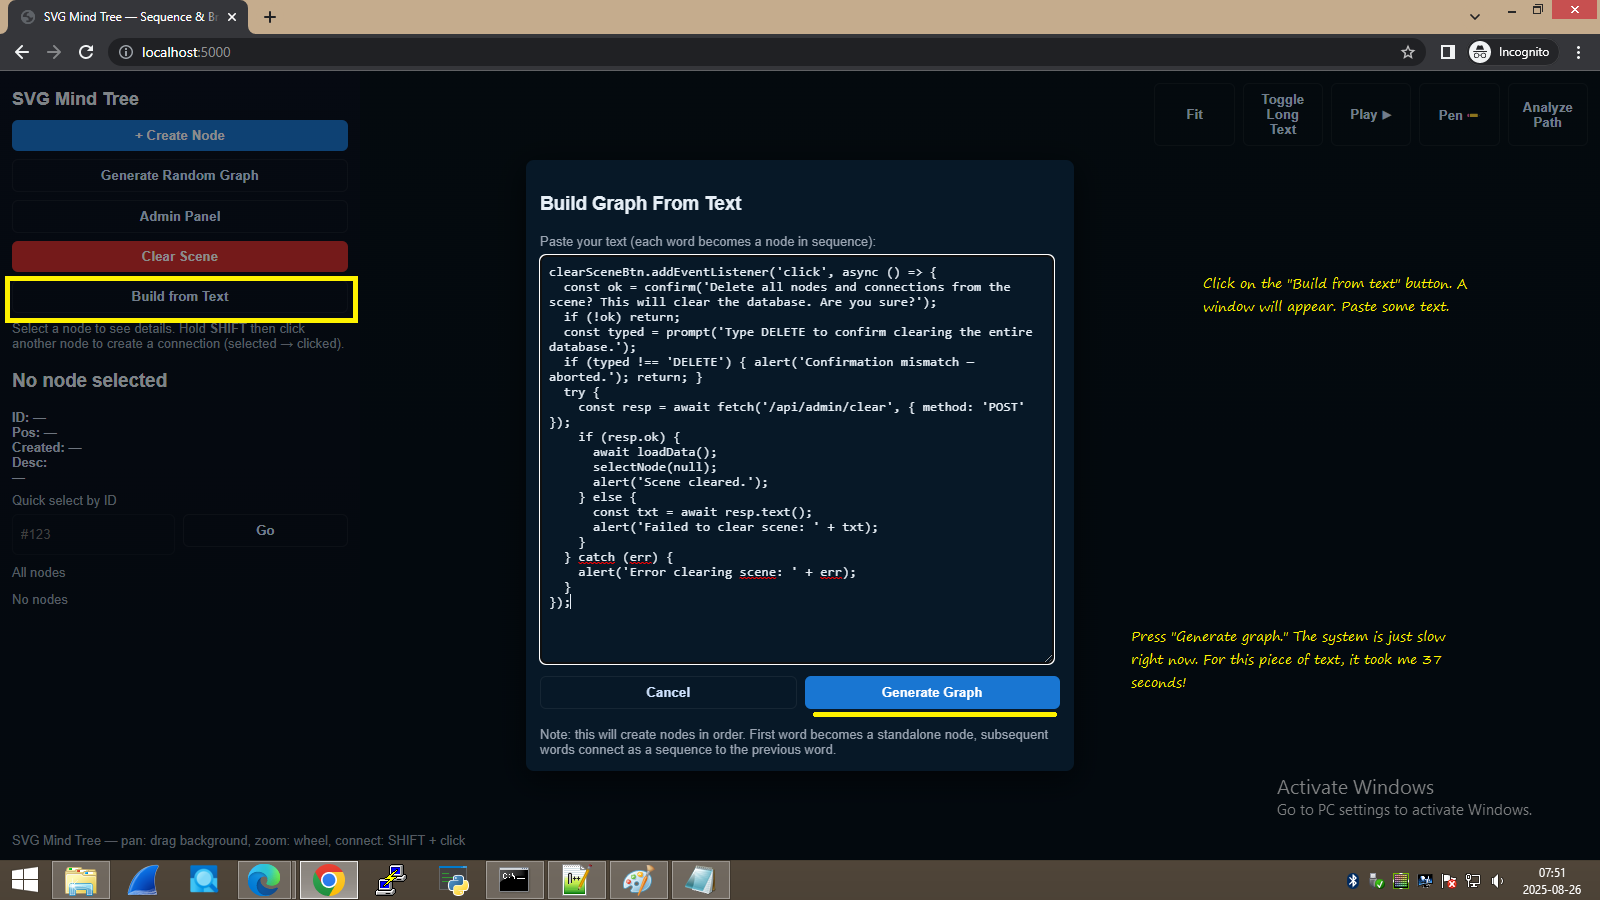 SVG Mind Tree — Sequence & Br
localhost:5000
Incognito
SVG Mind Tree
+ Create Node
Generate Random Graph
Admin Panel
Clear Scene
Build from Text
Select a node to see details. Hold SHIFT then click
another node to create a connection (selected → clicked).
No node selected
ID: —
Pos: —
Created: —
Desc:
—
Quick select by ID
#123
Go
All nodes
No nodes
SVG Mind Tree — pan: drag background, zoom: wheel, connect: SHIFT + click
Fit
Toggle
Long
Text
Play ▶
Pen
Analyze
Path
Build Graph From Text
Paste your text (each word becomes a node in sequence):
clearSceneBtn.addEventListener('click', async () => {
  const ok = confirm('Delete all nodes and connections from the
scene? This will clear the database. Are you sure?');
  if (!ok) return;
  const typed = prompt('Type DELETE to confirm clearing the entire
database.');
  if (typed !== 'DELETE') { alert('Confirmation mismatch —
aborted.'); return; }
  try {
    const resp = await fetch('/api/admin/clear', { method: 'POST'
});
    if (resp.ok) {
      await loadData();
      selectNode(null);
      alert('Scene cleared.');
    } else {
      const txt = await resp.text();
      alert('Failed to clear scene: ' + txt);
    }
  } catch (err) {
    alert('Error clearing scene: ' + err);
  }
});
Cancel
Generate Graph
Note: this will create nodes in order. First word becomes a standalone node, subsequent
words connect as a sequence to the previous word.
Click on the "Build from text" button. A
window will appear. Paste some text.
Press "Generate graph." The system is just slow
right now. For this piece of text, it took me 37
seconds!
Activate Windows
Go to PC settings to activate Windows.
C:\_
07:51
2025-08-26